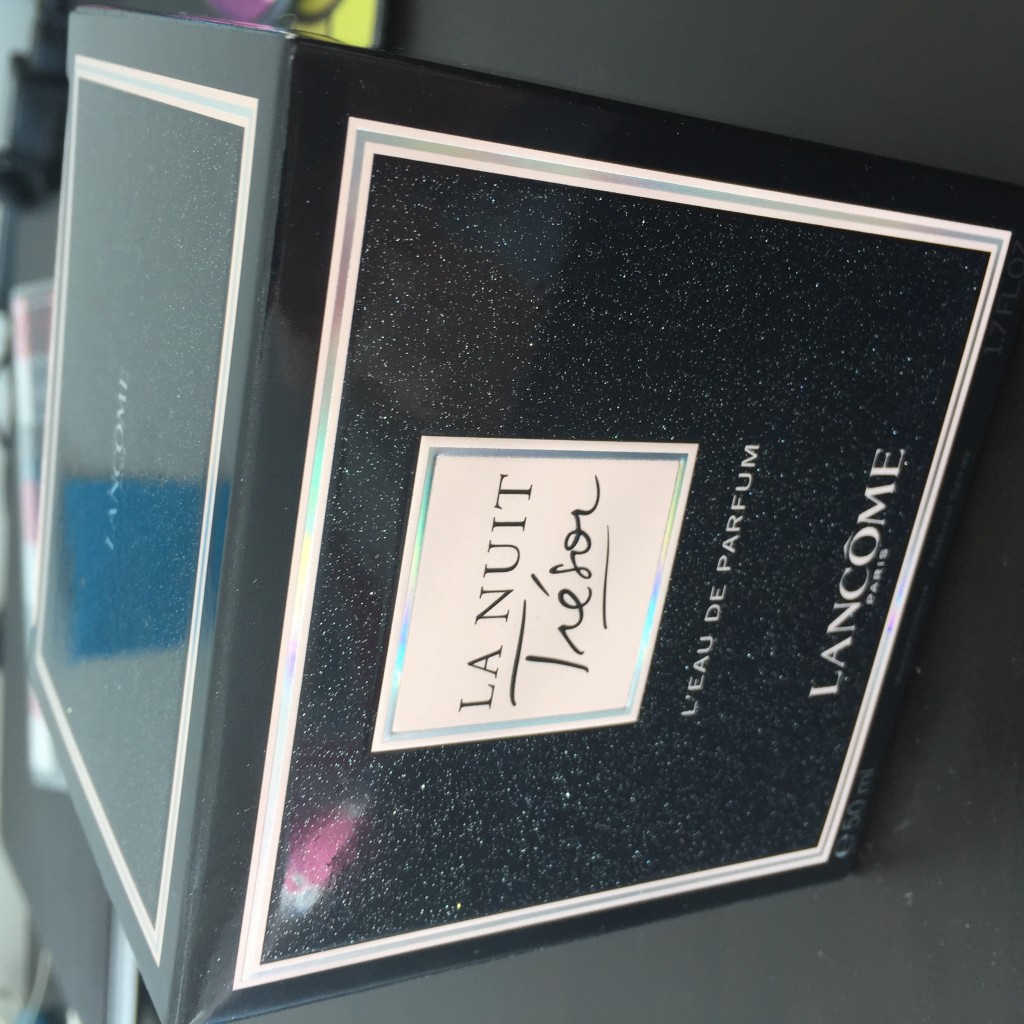 LANCÔME
LA NUIT
Trésor
L'EAU DE PARFUM
LANCÔME
PARIS
e 50 ml
1.7 FL.OZ